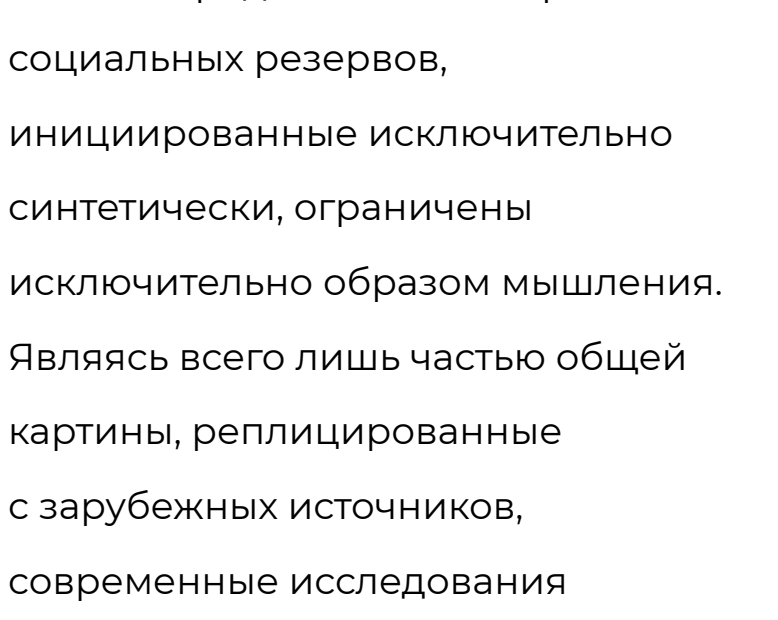 социальных резервов,
инициированные исключительно
синтетически, ограничены
исключительно образом мышления.
Являясь всего лишь частью общей
картины, реплицированные
с зарубежных источников,
современные исследования